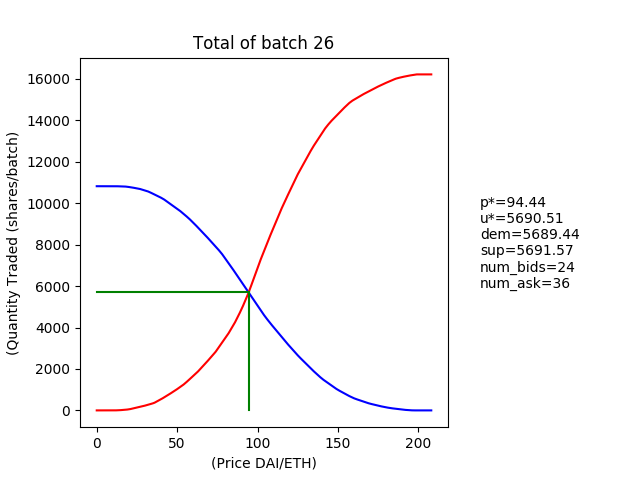 Total of batch 26
(Quantity Traded (shares/batch)
16000
14000
12000
10000
8000
6000
4000
2000
0
0 50 100 150 200
(Price DAI/ETH)
p*=94.44
u*=5690.51
dem=5689.44
sup=5691.57
num_bids=24
num_ask=36